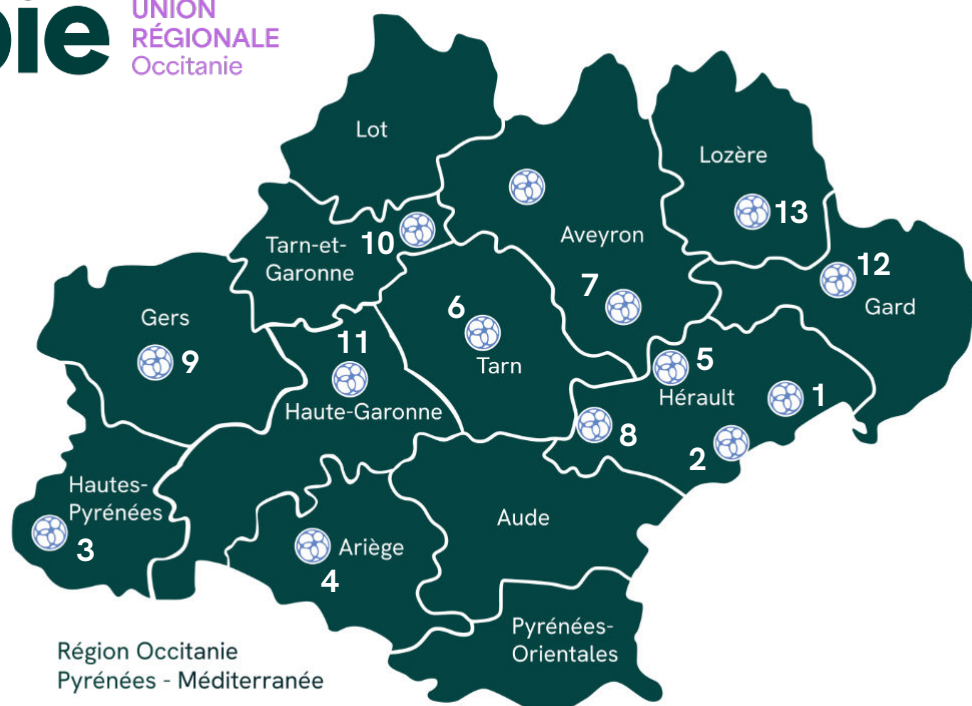 UNION
RÉGIONALE
Occitanie
Lot
Lozère
13
Aveyron
Tarn-et-
Garonne
10
12
Gard
7
6
Tarn
Gers
9
11
Haute-Garonne
5
Hérault
1
8
2
Hautes-
Pyrénées
3
Aude
Ariège
4
Pyrénées-
Orientales
Région Occitanie
Pyrénées - Méditerranée